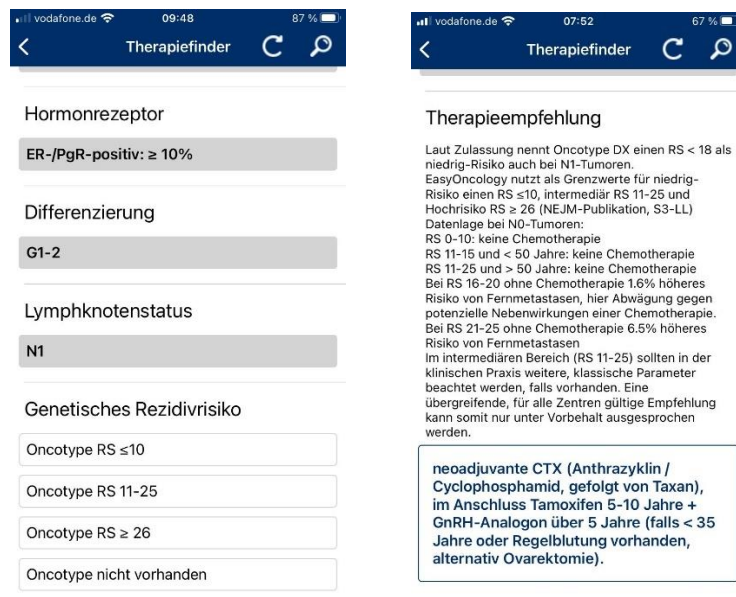 vodafone.de 09:48 87 %
Therapiefinder
Hormonrezeptor
ER-/PgR-positiv: ≥ 10%
Differenzierung
G1-2
Lymphknotenstatus
N1
Genetisches Rezidivrisiko
Oncotype RS ≤10
Oncotype RS 11-25
Oncotype RS ≥ 26
Oncotype nicht vorhanden
vodafone.de 07:52 67 %
Therapiefinder
Therapieempfehlung
Laut Zulassung nennt Oncotype DX einen RS < 18 als
niedrig-Risiko auch bei N1-Tumoren.
EasyOncology nutzt als Grenzwerte für niedrig-
Risiko einen RS ≤10, intermediär RS 11-25 und
Hochrisiko RS ≥ 26 (NEJM-Publikation, S3-LL)
Datenlage bei N0-Tumoren:
RS 0-10: keine Chemotherapie
RS 11-15 und < 50 Jahre: keine Chemotherapie
RS 11-25 und > 50 Jahre: keine Chemotherapie
Bei RS 16-20 ohne Chemotherapie 1.6% höheres
Risiko von Fernmetastasen, hier Abwägung gegen
potenzielle Nebenwirkungen einer Chemotherapie.
Bei RS 21-25 ohne Chemotherapie 6.5% höheres
Risiko von Fernmetastasen
Im intermediären Bereich (RS 11-25) sollten in der
klinischen Praxis weitere, klassische Parameter
beachtet werden, falls vorhanden. Eine
übergreifende, für alle Zentren gültige Empfehlung
kann somit nur unter Vorbehalt ausgesprochen
werden.
neoadjuvante CTX (Anthrazyklin /
Cyclophosphamid, gefolgt von Taxan),
im Anschluss Tamoxifen 5-10 Jahre +
GnRH-Analogon über 5 Jahre (falls < 35
Jahre oder Regelblutung vorhanden,
alternativ Ovarektomie).